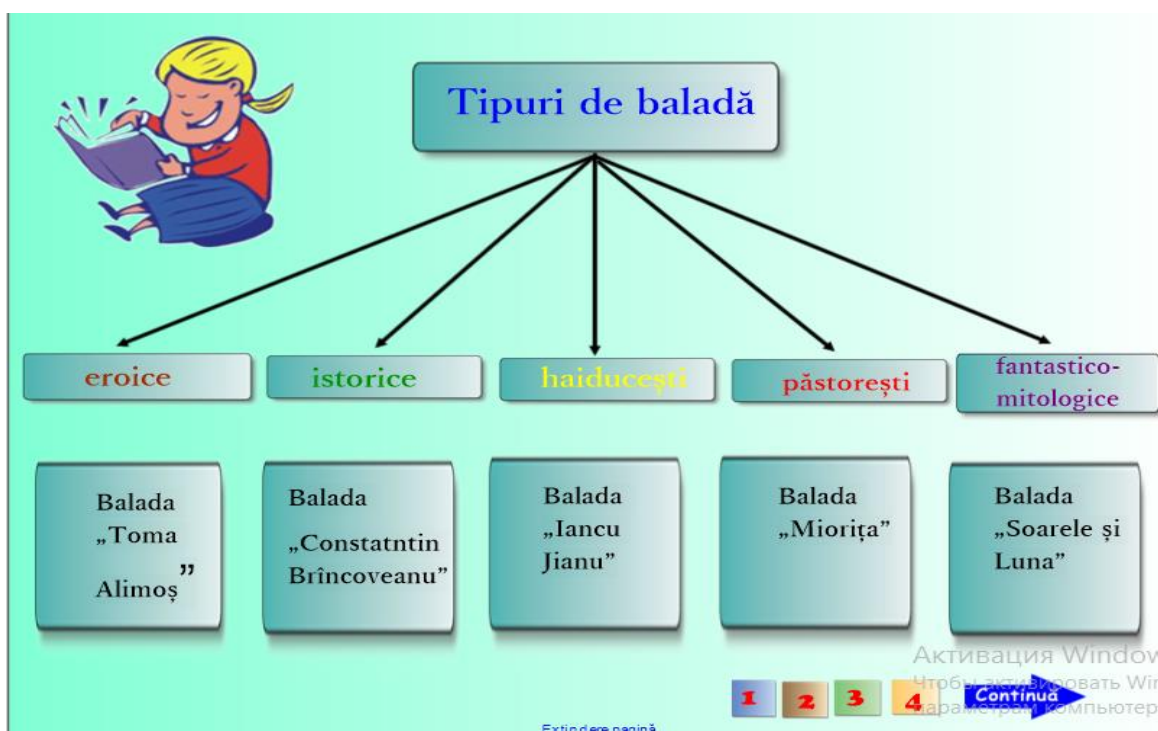 Tipuri de baladă
eroice
istorice
haiducești
păstorești
fantastico-
mitologice
Balada
„Toma
Alimoș”
Balada
„Constatntin
Brîncoveanu”
Balada
„Iancu
Jianu”
Balada
„Miorița”
Balada
„Soarele și
Luna”
Активация Window
Чтобы активировать Win
параметрам компьютер
1 2 3 4 Continuă
Extindere pagină